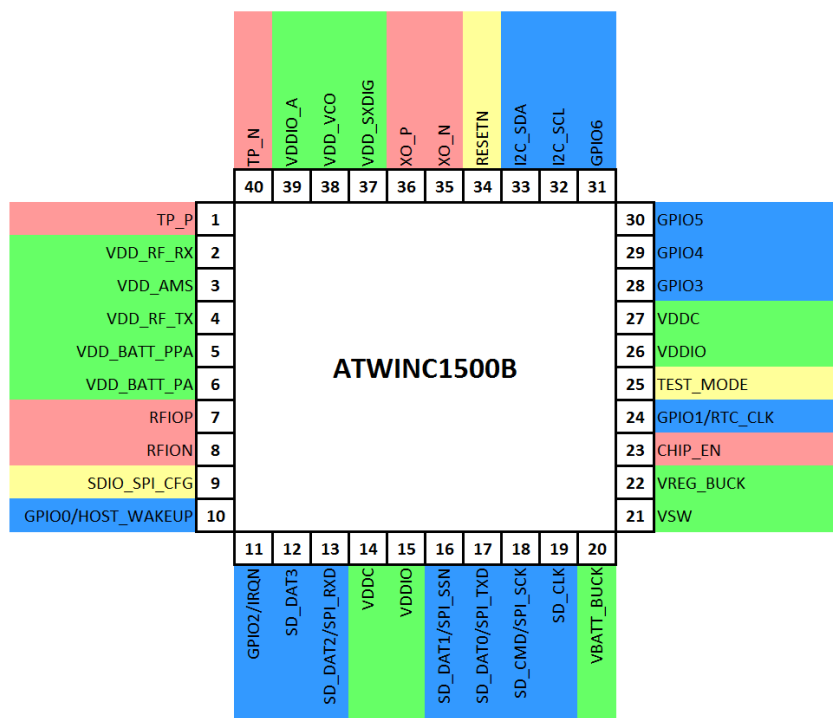 TP_N
VDDIO_A
VDD_VCO
VDD_SXDIG
XO_P
XO_N
RESETN
I2C_SDA
I2C_SCL
GPIO6
40 39 38 37 36 35 34 33 32 31
TP_P 1
VDD_RF_RX 2
VDD_AMS 3
VDD_RF_TX 4
VDD_BATT_PPA 5
VDD_BATT_PA 6
RFIOP 7
RFION 8
SDIO_SPI_CFG 9
GPIO0/HOST_WAKEUP 10
ATWINC1500B
30 GPIO5
29 GPIO4
28 GPIO3
27 VDDC
26 VDDIO
25 TEST_MODE
24 GPIO1/RTC_CLK
23 CHIP_EN
22 VREG_BUCK
21 VSW
11 12 13 14 15 16 17 18 19 20
GPIO2/IRQN
SD_DAT3
SD_DAT2/SPI_RXD
VDDC
VDDIO
SD_DAT1/SPI_SSN
SD_DAT0/SPI_TXD
SD_CMD/SPI_SCK
SD_CLK
VBATT_BUCK